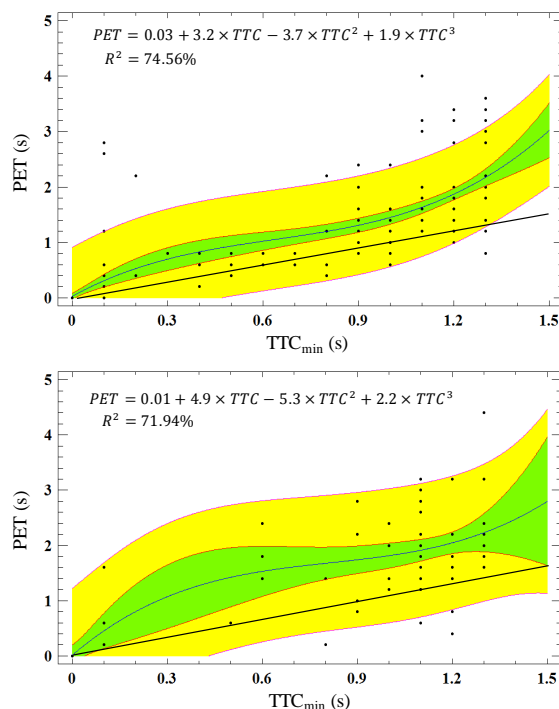 PET = 0.03 + 3.2 × TTC − 3.7 × TTC² + 1.9 × TTC³
R² = 74.56%
5
4
3
2
1
0
PET (s)
0 0.3 0.6 0.9 1.2 1.5
TTCmin (s)
PET = 0.01 + 4.9 × TTC − 5.3 × TTC² + 2.2 × TTC³
R² = 71.94%
5
4
3
2
1
0
PET (s)
0 0.3 0.6 0.9 1.2 1.5
TTCmin (s)